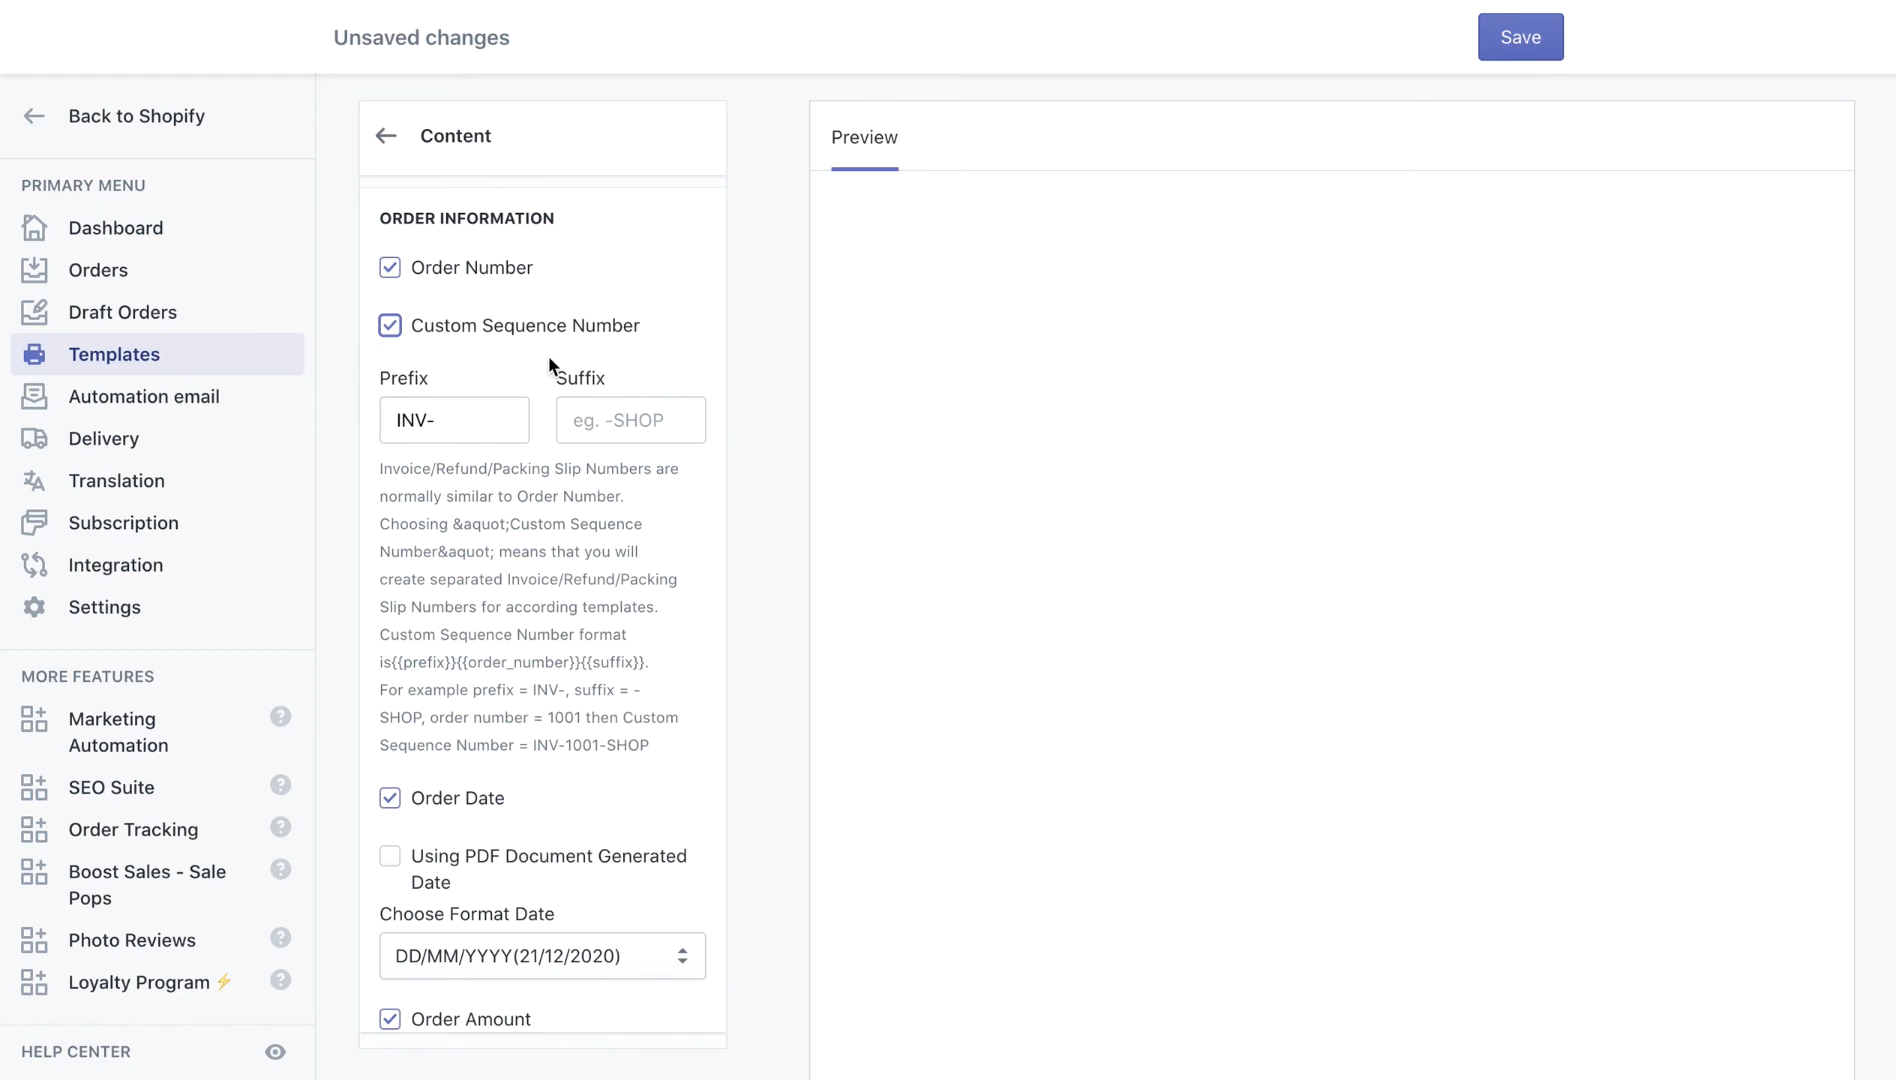 Unsaved changes
Save
Back to Shopify
PRIMARY MENU
Dashboard
Orders
Draft Orders
Templates
Automation email
Delivery
Translation
Subscription
Integration
Settings
MORE FEATURES
Marketing
Automation
?
SEO Suite
?
Order Tracking
?
Boost Sales - Sale
Pops
?
Photo Reviews
?
Loyalty Program ⚡
?
HELP CENTER
Content
ORDER INFORMATION
Order Number
Custom Sequence Number
Prefix
Suffix
INV-
eg. -SHOP
Invoice/Refund/Packing Slip Numbers are
normally similar to Order Number.
Choosing &aquot;Custom Sequence
Number&aquot; means that you will
create separated Invoice/Refund/Packing
Slip Numbers for according templates.
Custom Sequence Number format
is{{prefix}}{{order_number}}{{suffix}}.
For example prefix = INV-, suffix = -
SHOP, order number = 1001 then Custom
Sequence Number = INV-1001-SHOP
Order Date
Using PDF Document Generated
Date
Choose Format Date
DD/MM/YYYY(21/12/2020)
Order Amount
Preview